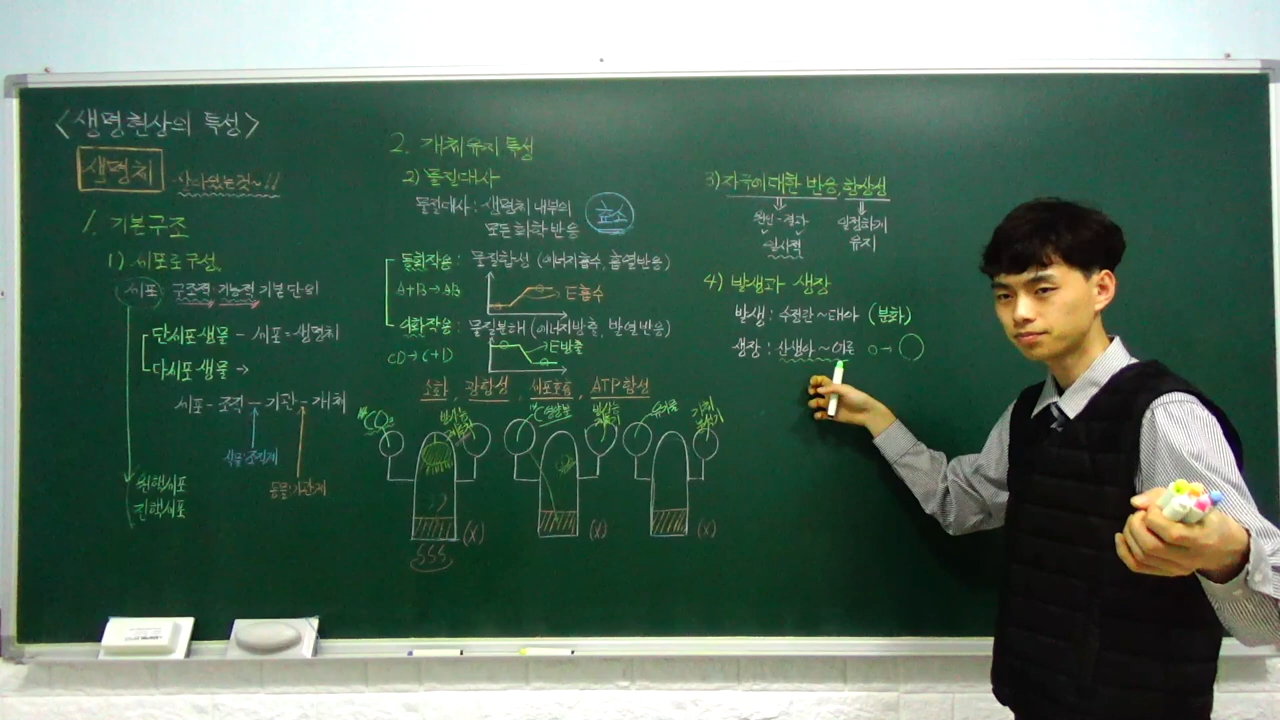 <생명현상의 특성>
생명체 살아있는것~!!
1. 기본구조
1) 세포로 구성
세포 구조적, 기능적 기본단위
단세포생물 - 세포=생명체
다세포생물 →
세포-조직-기관-개체
식물:조직계
동물:기관계
원핵세포
진핵세포
2. 개체유지 특성
2) 물질대사
물질대사: 생명체 내부의 효소
모든 화학반응
동화작용: 물질합성 (에너지흡수, 흡열반응)
A+B→AB
E흡수
이화작용: 물질분해 (에너지방출, 발열반응)
CD→C+D
E방출
소화, 광합성, 세포호흡, ATP합성
(X) (X) (X)
3) 자극에 대한 반응, 항상성
원인-결과 일정하게
일시적 유지
4) 발생과 생장
발생: 수정란~태아 (분화)
생장: 신생아~어른 o→O